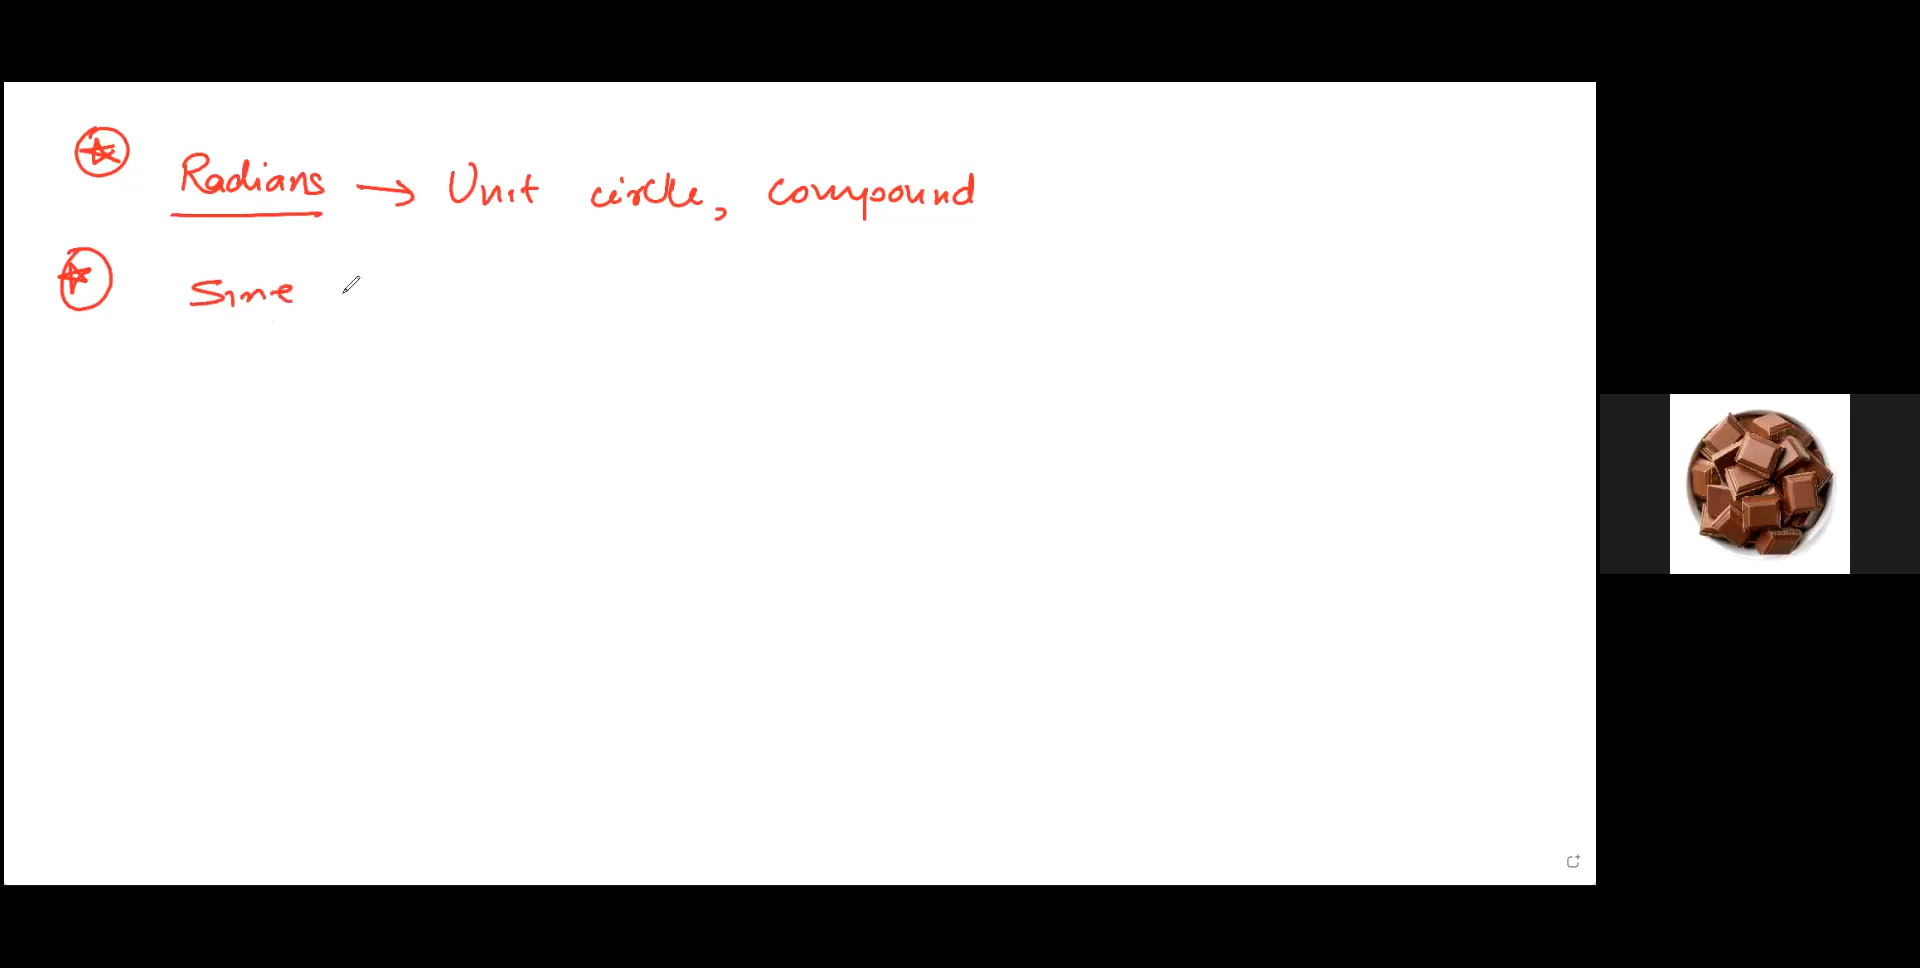 Radians → Unit circle, compound
Sine